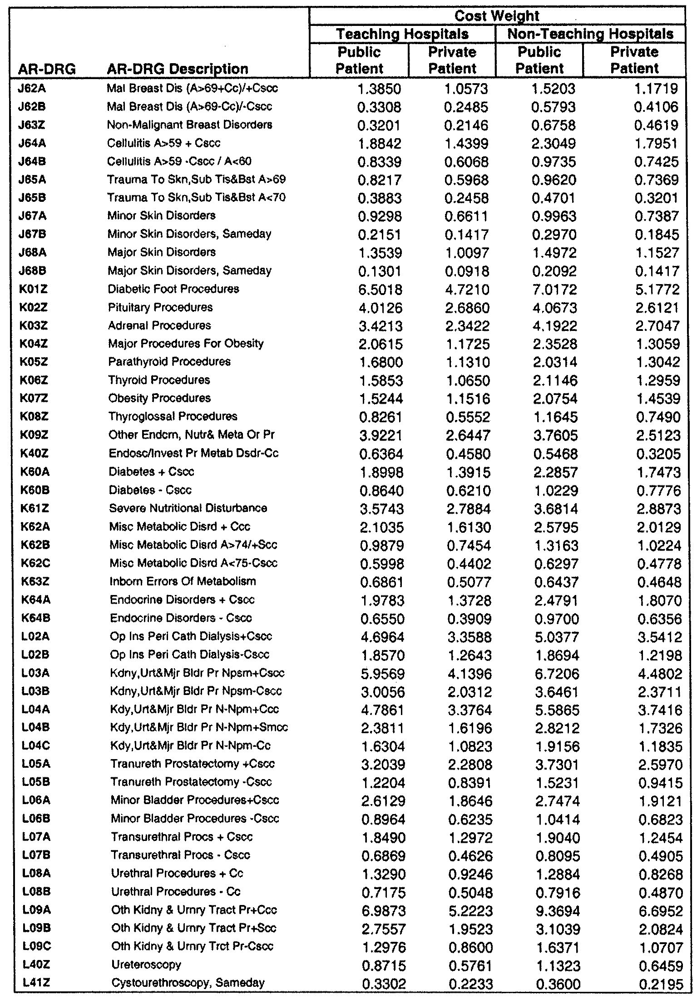 Cost Weight
Teaching Hospitals Non-Teaching Hospitals
Public Private Public Private
AR-DRG AR-DRG Description Patient Patient Patient Patient
J62A Mal Breast Dis (A>69+Cc)/+Cscc 1.3850 1.0573 1.5203 1.1719
J62B Mal Breast Dis (A>69-Cc)/-Cscc 0.3308 0.2485 0.5793 0.4106
J63Z Non-Malignant Breast Disorders 0.3201 0.2146 0.6758 0.4619
J64A Cellulitis A>59 + Cscc 1.8842 1.4399 2.3049 1.7951
J64B Cellulitis A>59 -Cscc / A<60 0.8339 0.6068 0.9735 0.7425
J65A Trauma To Skn,Sub Tis&Bst A>69 0.8217 0.5968 0.9620 0.7369
J65B Trauma To Skn,Sub Tis&Bst A<70 0.3883 0.2458 0.4701 0.3201
J67A Minor Skin Disorders 0.9298 0.6611 0.9963 0.7387
J67B Minor Skin Disorders, Sameday 0.2151 0.1417 0.2970 0.1845
J68A Major Skin Disorders 1.3539 1.0097 1.4972 1.1527
J68B Major Skin Disorders, Sameday 0.1301 0.0918 0.2092 0.1417
K01Z Diabetic Foot Procedures 6.5018 4.7210 7.0172 5.1772
K02Z Pituitary Procedures 4.0126 2.6860 4.0673 2.6121
K03Z Adrenal Procedures 3.4213 2.3422 4.1922 2.7047
K04Z Major Procedures For Obesity 2.0615 1.1725 2.3528 1.3059
K05Z Parathyroid Procedures 1.6800 1.1310 2.0314 1.3042
K06Z Thyroid Procedures 1.5853 1.0650 2.1146 1.2959
K07Z Obesity Procedures 1.5244 1.1516 2.0754 1.4539
K08Z Thyroglossal Procedures 0.8261 0.5552 1.1645 0.7490
K09Z Other Endcrn, Nutr& Meta Or Pr 3.9221 2.6447 3.7605 2.5123
K40Z Endosc/Invest Pr Metab Dsdr-Cc 0.6364 0.4580 0.5468 0.3205
K60A Diabetes + Cscc 1.8998 1.3915 2.2857 1.7473
K60B Diabetes - Cscc 0.8640 0.6210 1.0229 0.7776
K61Z Severe Nutritional Disturbance 3.5743 2.7884 3.6814 2.8873
K62A Misc Metabolic Disrd + Ccc 2.1035 1.6130 2.5795 2.0129
K62B Misc Metabolic Disrd A>74/+Scc 0.9879 0.7454 1.3163 1.0224
K62C Misc Metabolic Disrd A<75-Cscc 0.5998 0.4402 0.6297 0.4778
K63Z Inborn Errors Of Metabolism 0.6861 0.5077 0.6437 0.4648
K64A Endocrine Disorders + Cscc 1.9783 1.3728 2.4791 1.8070
K64B Endocrine Disorders - Cscc 0.6550 0.3909 0.9700 0.6356
L02A Op Ins Peri Cath Dialysis+Cscc 4.6964 3.3588 5.0377 3.5412
L02B Op Ins Peri Cath Dialysis-Cscc 1.8570 1.2643 1.8694 1.2198
L03A Kdny,Urt&Mjr Bldr Pr Npsm+Cscc 5.9569 4.1396 6.7206 4.4802
L03B Kdny,Urt&Mjr Bldr Pr Npsm-Cscc 3.0056 2.0312 3.6461 2.3711
L04A Kdy,Urt&Mjr Bldr Pr N-Npm+Ccc 4.7861 3.3764 5.5865 3.7416
L04B Kdy,Urt&Mjr Bldr Pr N-Npm+Smcc 2.3811 1.6196 2.8212 1.7326
L04C Kdy,Urt&Mjr Bldr Pr N-Npm-Cc 1.6304 1.0823 1.9156 1.1835
L05A Tranureth Prostatectomy +Cscc 3.2039 2.2808 3.7301 2.5970
L05B Tranureth Prostatectomy -Cscc 1.2204 0.8391 1.5231 0.9415
L06A Minor Bladder Procedures+Cscc 2.6129 1.8646 2.7474 1.9121
L06B Minor Bladder Procedures -Cscc 0.8964 0.6235 1.0414 0.6823
L07A Transurethral Procs + Cscc 1.8490 1.2972 1.9040 1.2454
L07B Transurethral Procs - Cscc 0.6869 0.4626 0.8095 0.4905
L08A Urethral Procedures + Cc 1.3290 0.9246 1.2884 0.8268
L08B Urethral Procedures - Cc 0.7175 0.5048 0.7916 0.4870
L09A Oth Kidny & Urnry Tract Pr+Ccc 6.9873 5.2223 9.3694 6.6952
L09B Oth Kidny & Urnry Tract Pr+Scc 2.7557 1.9523 3.1039 2.0824
L09C Oth Kidny & Urnry Trct Pr-Cscc 1.2976 0.8600 1.6371 1.0707
L40Z Ureteroscopy 0.8715 0.5761 1.1323 0.6459
L41Z Cystourethroscopy, Sameday 0.3302 0.2233 0.3600 0.2195